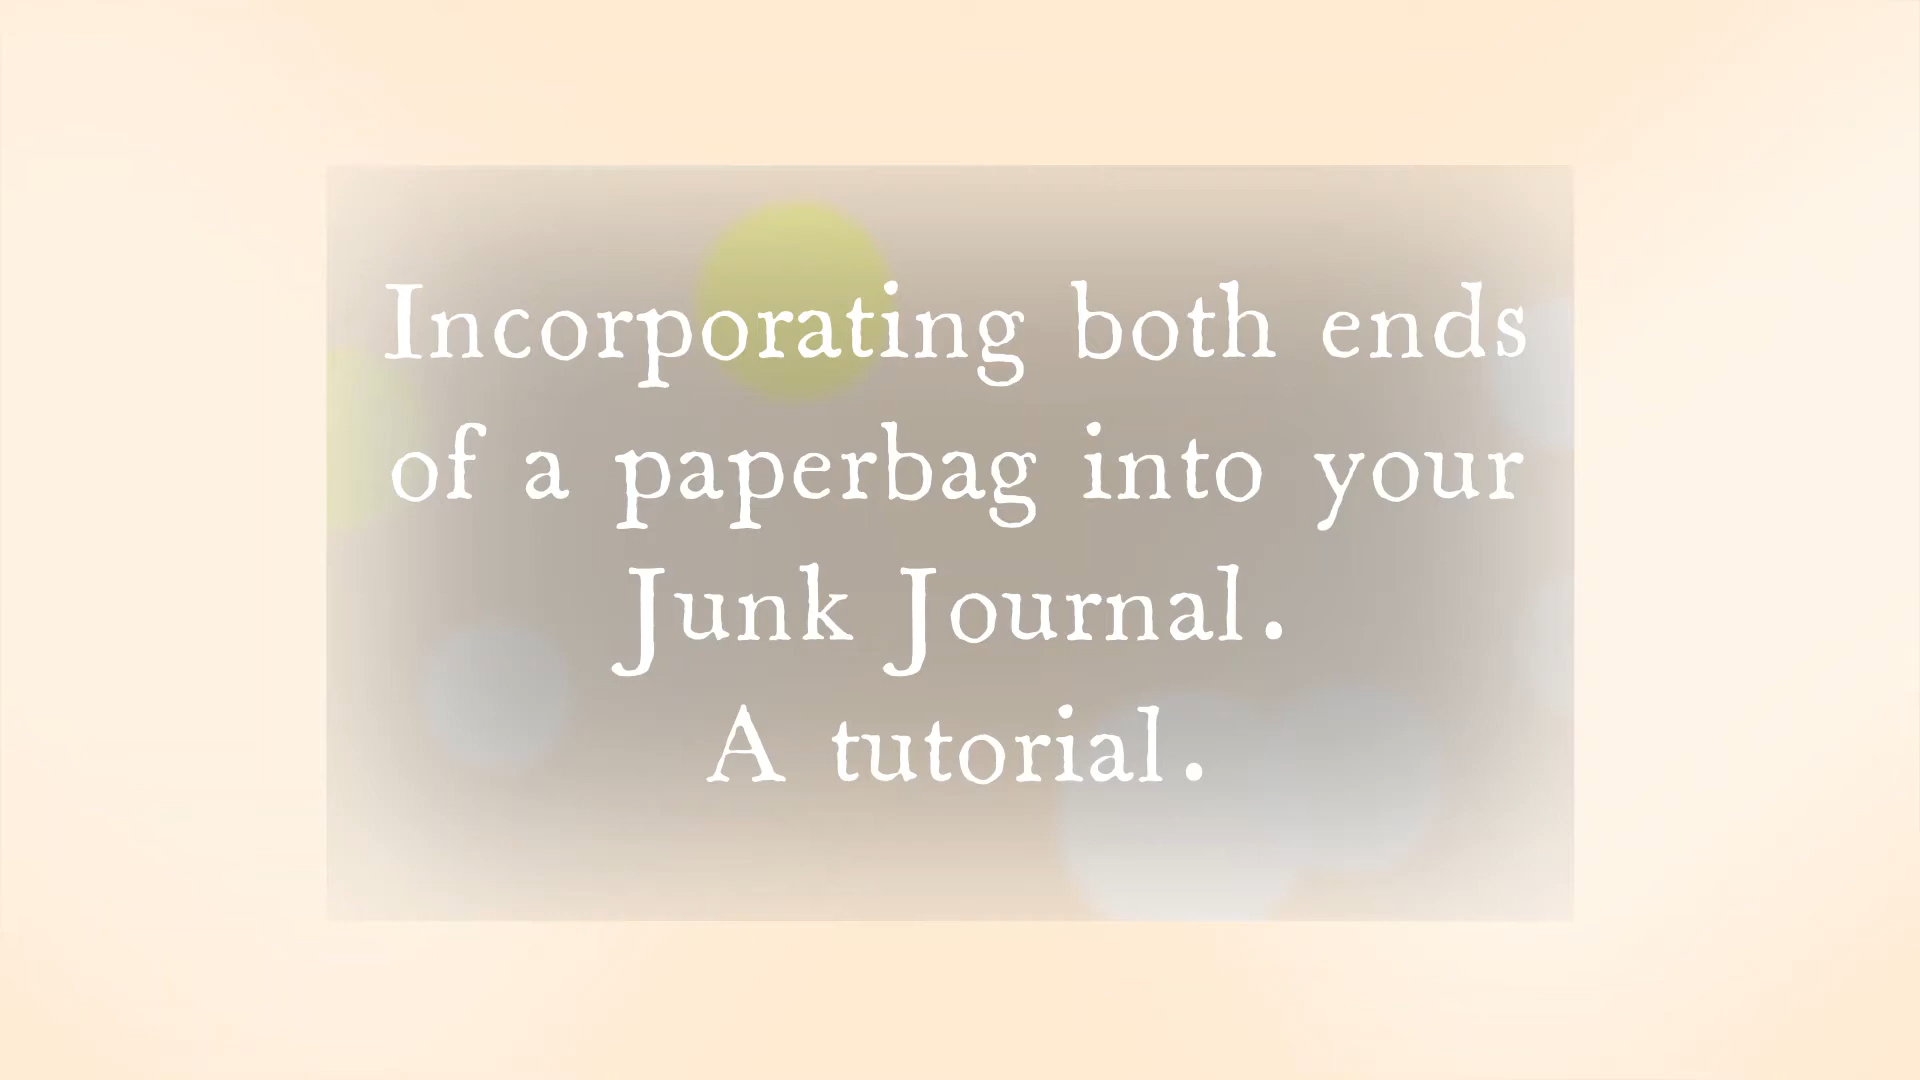 Incorporating both ends
of a paperbag into your
Junk Journal.
A tutorial.